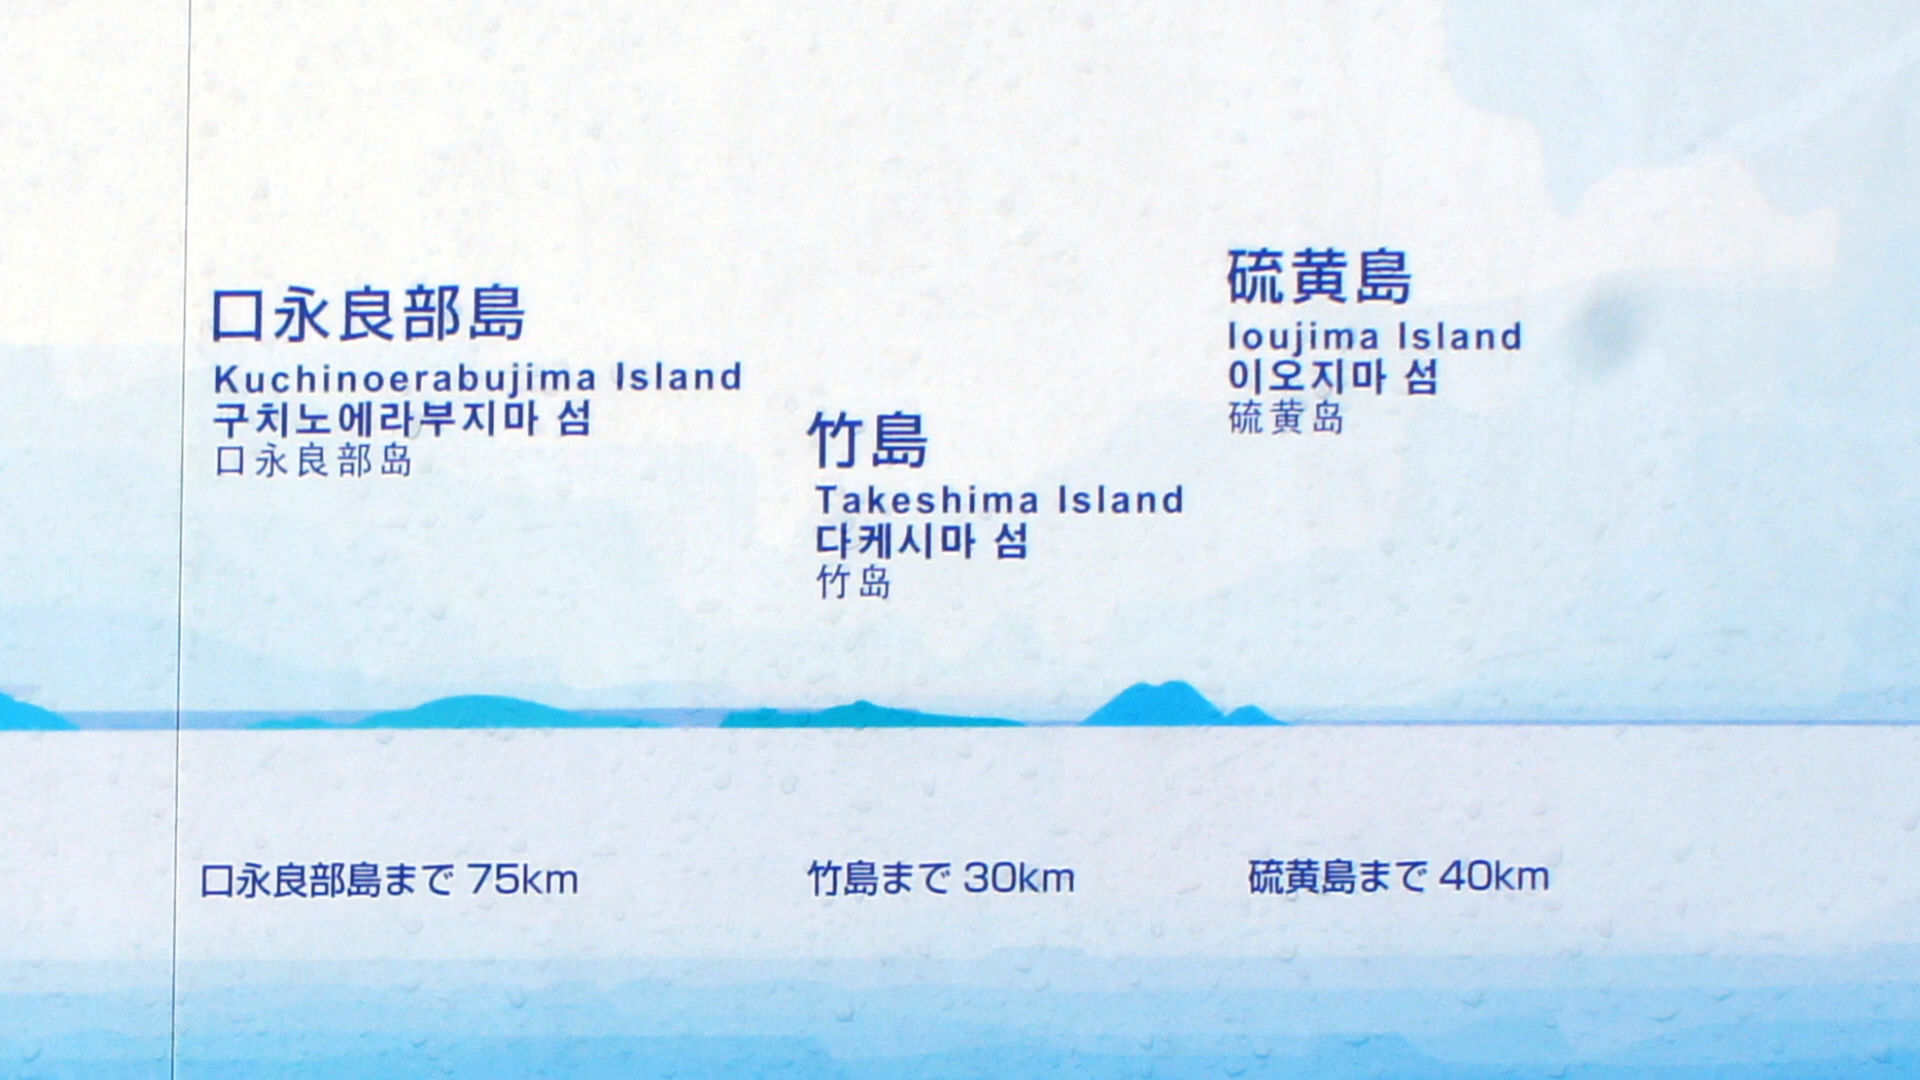 口永良部島
Kuchinoerabujima Island
구치노에라부지마 섬
口永良部岛
竹島
Takeshima Island
다케시마 섬
竹岛
硫黄島
Ioujima Island
이오지마 섬
硫黄岛
口永良部島まで 75km
竹島まで 30km
硫黄島まで 40km